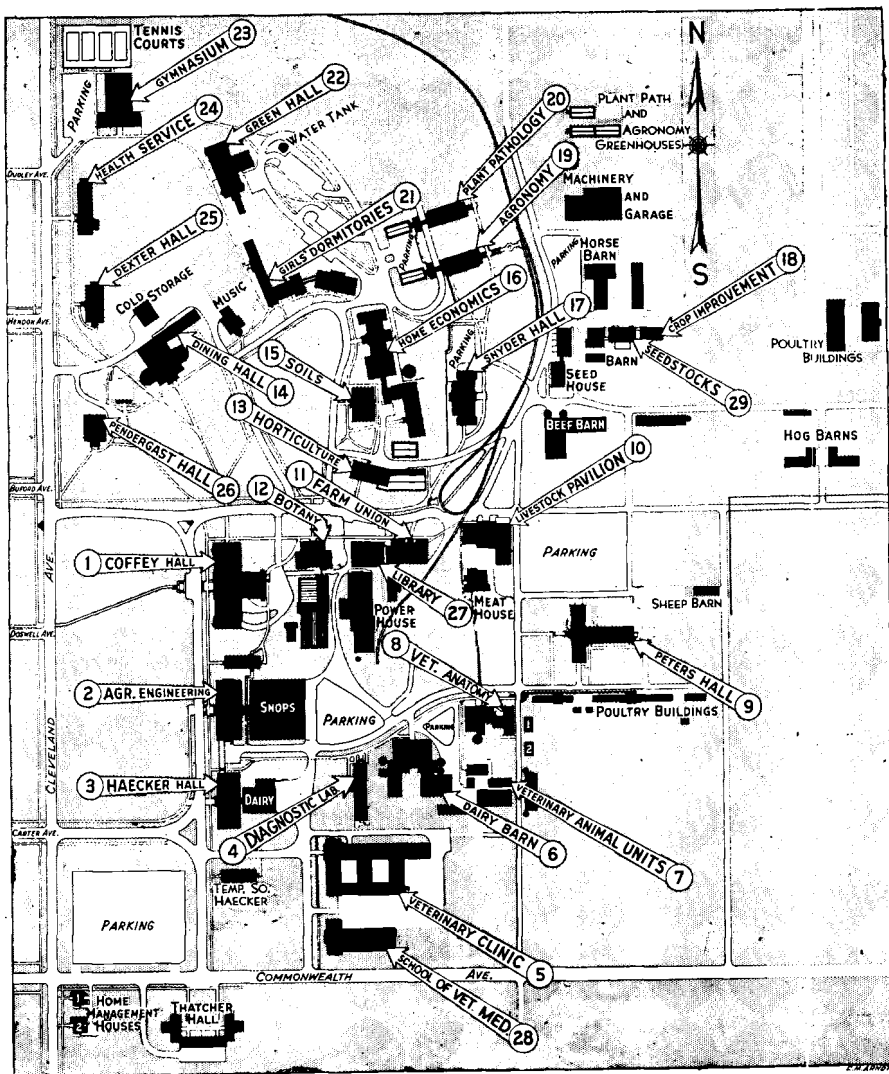 TENNIS
COURTS
GYMNASIUM 23
PARKING
GREEN HALL 22
HEALTH SERVICE 24
WATER TANK
N
S
PLANT PATHOLOGY 20
PLANT PATH
AND
AGRONOMY
GREENHOUSES
DUDLEY AVE.
AGRONOMY 19
MACHINERY
AND
GARAGE
GIRLS DORMITORIES 21
DEXTER HALL 25
PARKING
PARKING
HORSE
BARN
COLD STORAGE
MUSIC
HOME ECONOMICS 16
CROP IMPROVEMENT 18
HENDON AVE.
SNYDER HALL 17
PARKING
POULTRY
BUILDINGS
DINING HALL 14
15 SOILS
BARN
SEED
HOUSE
SEEDSTOCKS 29
13 HORTICULTURE
PENDERGAST HALL 26
BEEF BARN
HOG BARNS
BUFORD AVE.
11 FARM UNION
12 BOTANY
LIVESTOCK PAVILION 10
1 COFFEY HALL
PARKING
LIBRARY 27
POWER
HOUSE
MEAT
HOUSE
SHEEP BARN
DOSWELL AVE.
8 VET. ANATOMY
PETERS HALL 9
2 AGR. ENGINEERING
SHOPS
PARKING
PARKING
POULTRY BUILDINGS
1
2
CLEVELAND AVE.
3 HAECKER HALL
DAIRY
4 DIAGNOSTIC LAB
DAIRY BARN 6
VETERINARY ANIMAL UNITS 7
CARTER AVE.
TEMP. SO.
HAECKER
PARKING
VETERINARY CLINIC 5
SCHOOL OF VET. MED. 28
COMMONWEALTH AVE.
1
2
HOME
MANAGEMENT
HOUSES
THATCHER
HALL